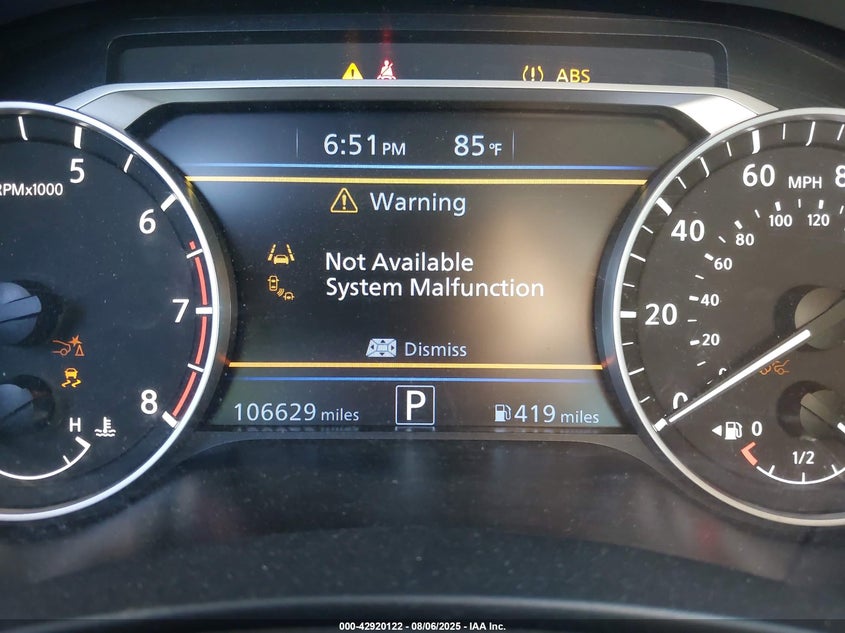 ABS
6:51 PM 85 °F
Warning
Not Available
System Malfunction
Dismiss
106629 miles P 419 miles
5
RPMx1000
6
7
8
H
60 MPH 80
100 120
40
80
60
20
40
20
0
0
0
1/2
000-42920122 - 08/06/2025 - IAA Inc.